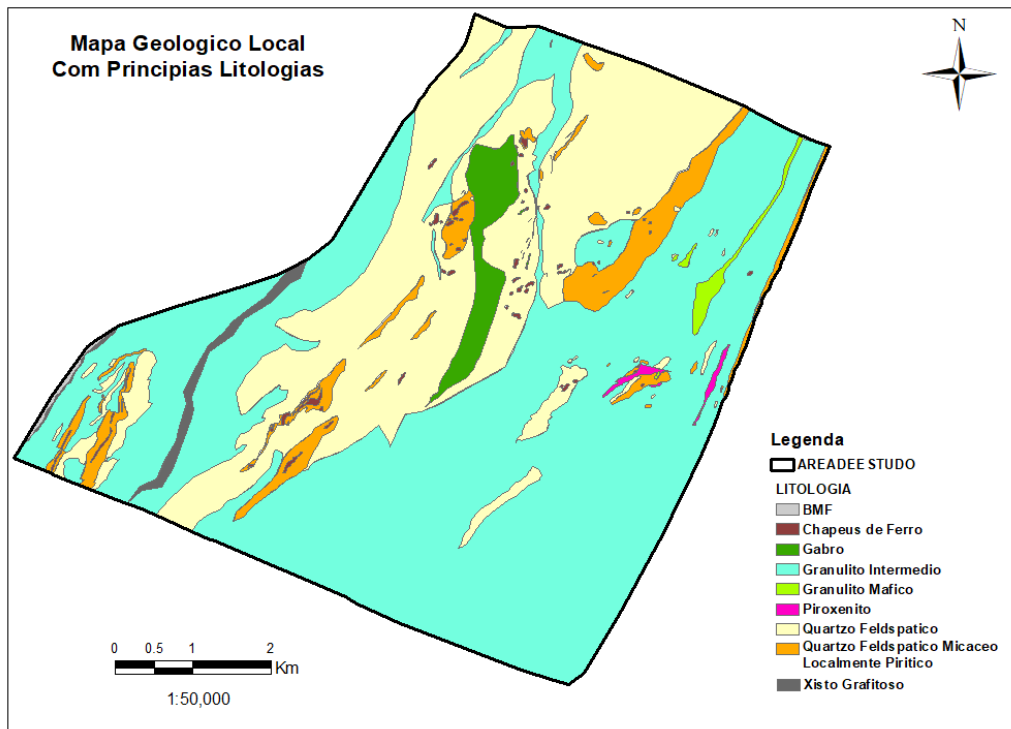 Mapa Geologico Local
Com Principias Litologias
N
Legenda
AREADEE STUDO
LITOLOGIA
BMF
Chapeus de Ferro
Gabro
Granulito Intermedio
Granulito Mafico
Piroxenito
Quartzo Feldspatico
Quartzo Feldspatico Micaceo
Localmente Piritico
Xisto Grafitoso
0 0.5 1 2
Km
1:50,000